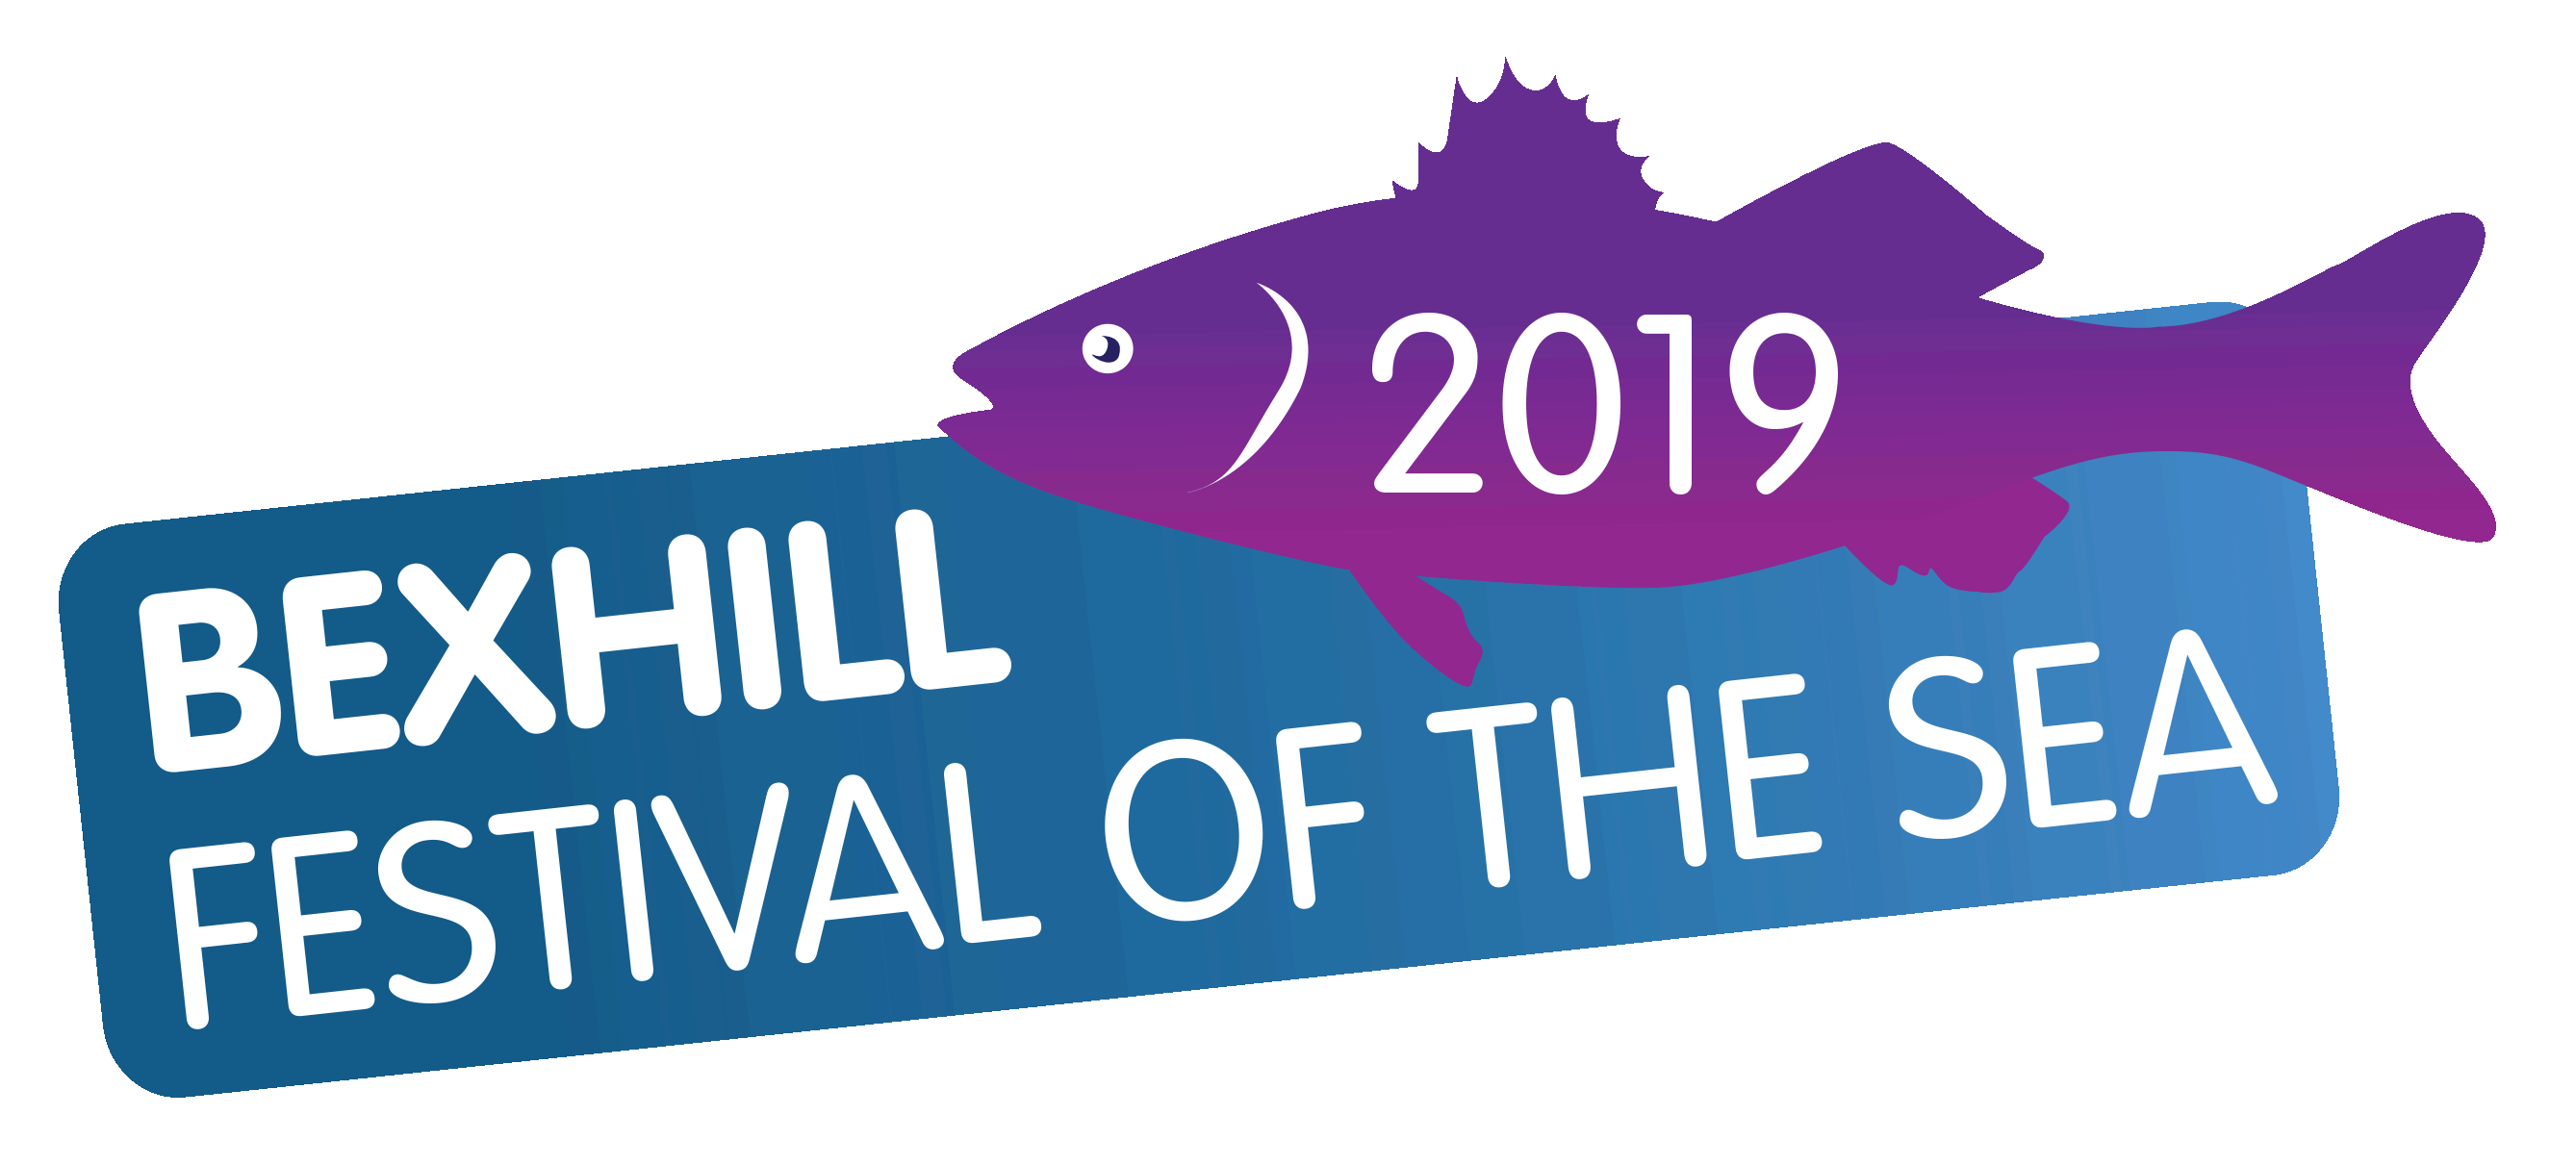 2019
BEXHILL
FESTIVAL OF THE SEA